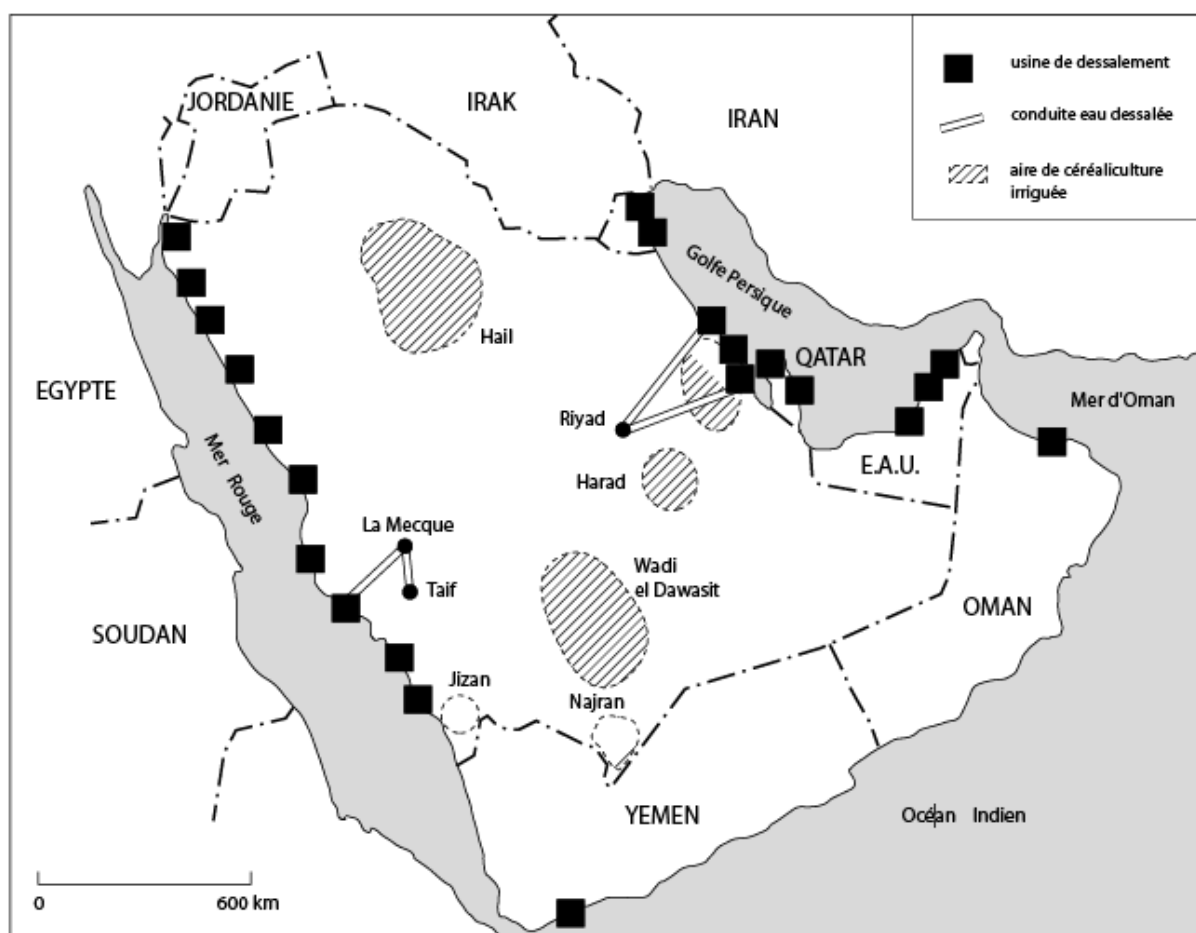 usine de dessalement
conduite eau dessalée
aire de céréaliculture
irriguée
JORDANIE
IRAK
IRAN
Golfe Persique
Hail
QATAR
EGYPTE
Mer d'Oman
Riyad
Mer Rouge
E.A.U.
Harad
La Mecque
Taif
Wadi
el Dawasit
SOUDAN
OMAN
Jizan
Najran
YEMEN
Océan Indien
0 600 km